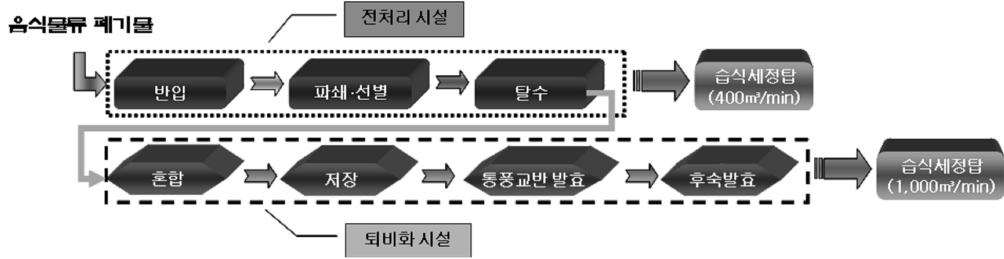 전처리 시설
음식물류 폐기물
반입
파쇄·선별
탈수
습식세정탑
(400㎥/min)
혼합
저장
통풍교반 발효
후숙발효
습식세정탑
(1,000㎥/min)
퇴비화 시설